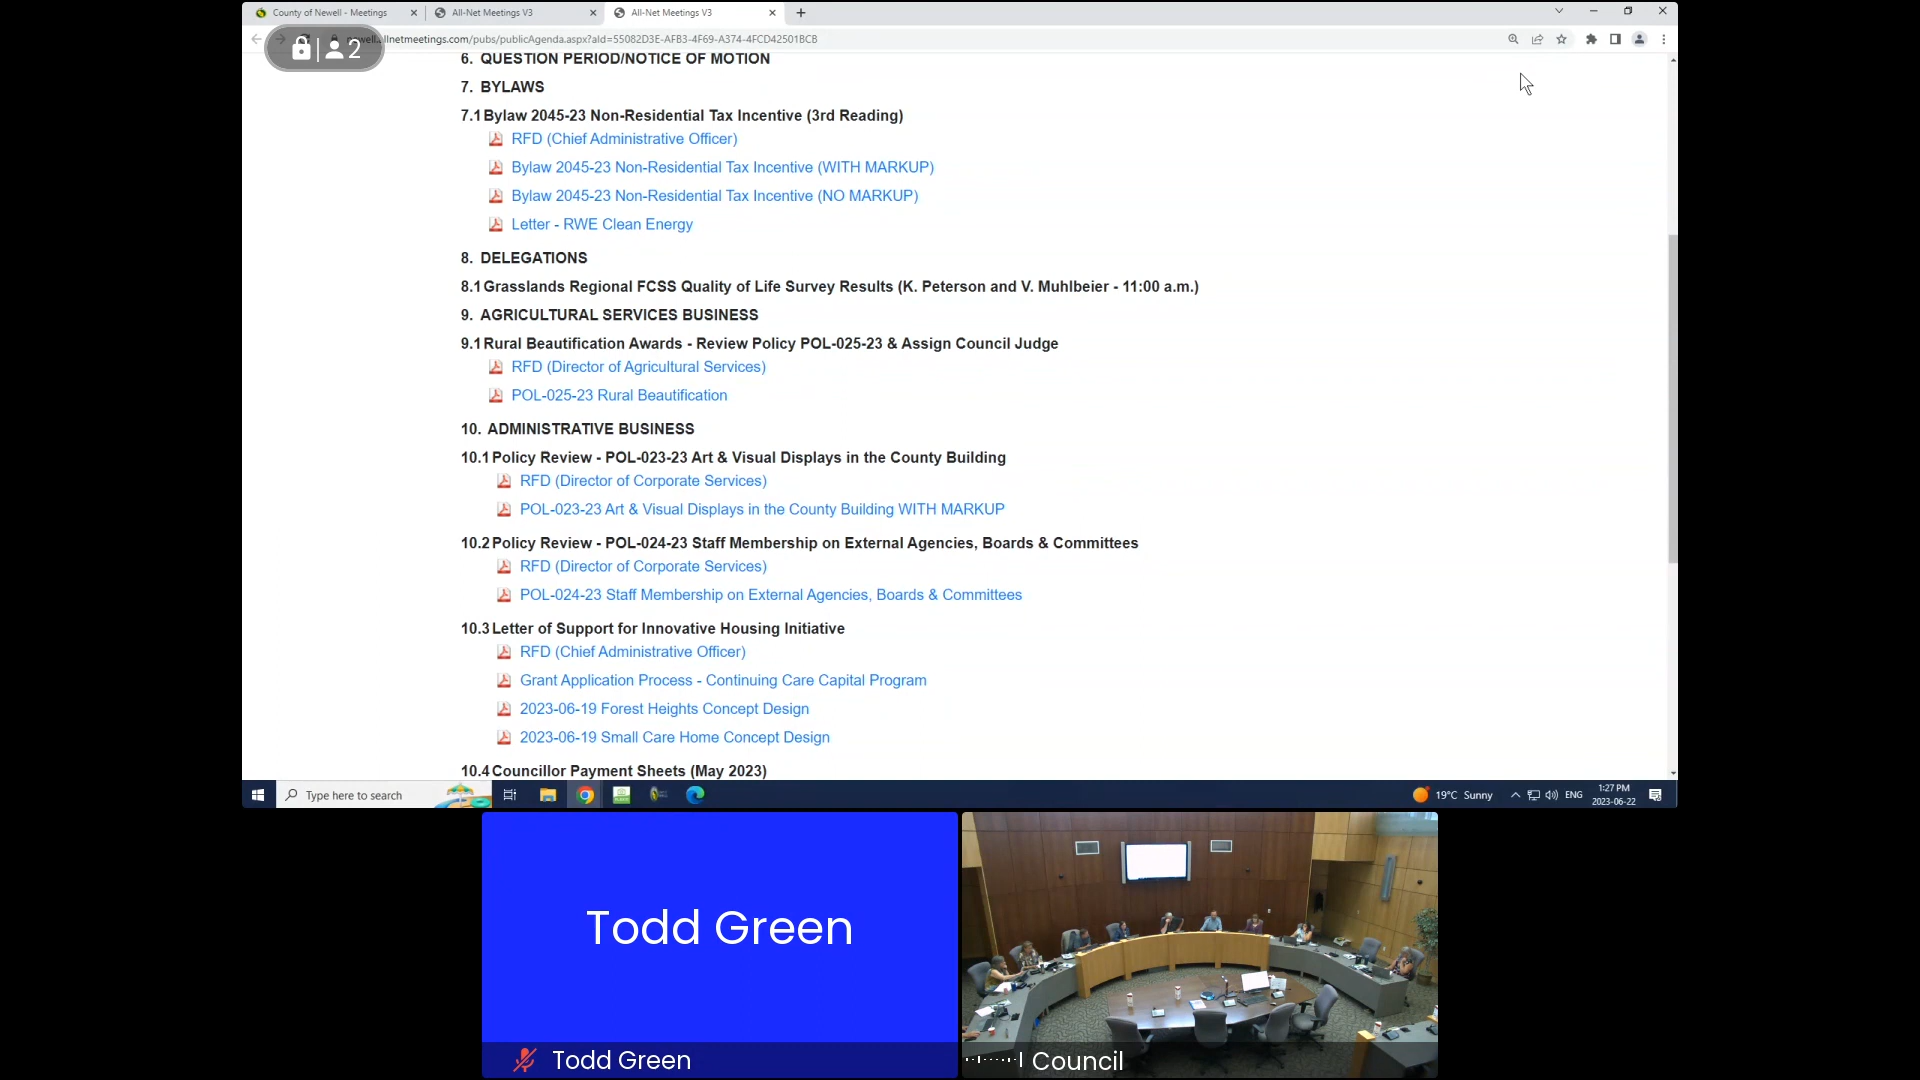 County of Newell - Meetings
All-Net Meetings V3
All-Net Meetings V3
2
llnetmeetings.com/pubs/publicAgenda.aspx?aId=55082D3E-AFB3-4F69-A374-4FCD42501BCB
6. QUESTION PERIOD/NOTICE OF MOTION
7. BYLAWS
7.1 Bylaw 2045-23 Non-Residential Tax Incentive (3rd Reading)
RFD (Chief Administrative Officer)
Bylaw 2045-23 Non-Residential Tax Incentive (WITH MARKUP)
Bylaw 2045-23 Non-Residential Tax Incentive (NO MARKUP)
Letter - RWE Clean Energy
8. DELEGATIONS
8.1 Grasslands Regional FCSS Quality of Life Survey Results (K. Peterson and V. Muhlbeier - 11:00 a.m.)
9. AGRICULTURAL SERVICES BUSINESS
9.1 Rural Beautification Awards - Review Policy POL-025-23 & Assign Council Judge
RFD (Director of Agricultural Services)
POL-025-23 Rural Beautification
10. ADMINISTRATIVE BUSINESS
10.1 Policy Review - POL-023-23 Art & Visual Displays in the County Building
RFD (Director of Corporate Services)
POL-023-23 Art & Visual Displays in the County Building WITH MARKUP
10.2 Policy Review - POL-024-23 Staff Membership on External Agencies, Boards & Committees
RFD (Director of Corporate Services)
POL-024-23 Staff Membership on External Agencies, Boards & Committees
10.3 Letter of Support for Innovative Housing Initiative
RFD (Chief Administrative Officer)
Grant Application Process - Continuing Care Capital Program
2023-06-19 Forest Heights Concept Design
2023-06-19 Small Care Home Concept Design
10.4 Councillor Payment Sheets (May 2023)
Type here to search
19°C Sunny
ENG
1:27 PM
2023-06-22
Todd Green
Todd Green
Council